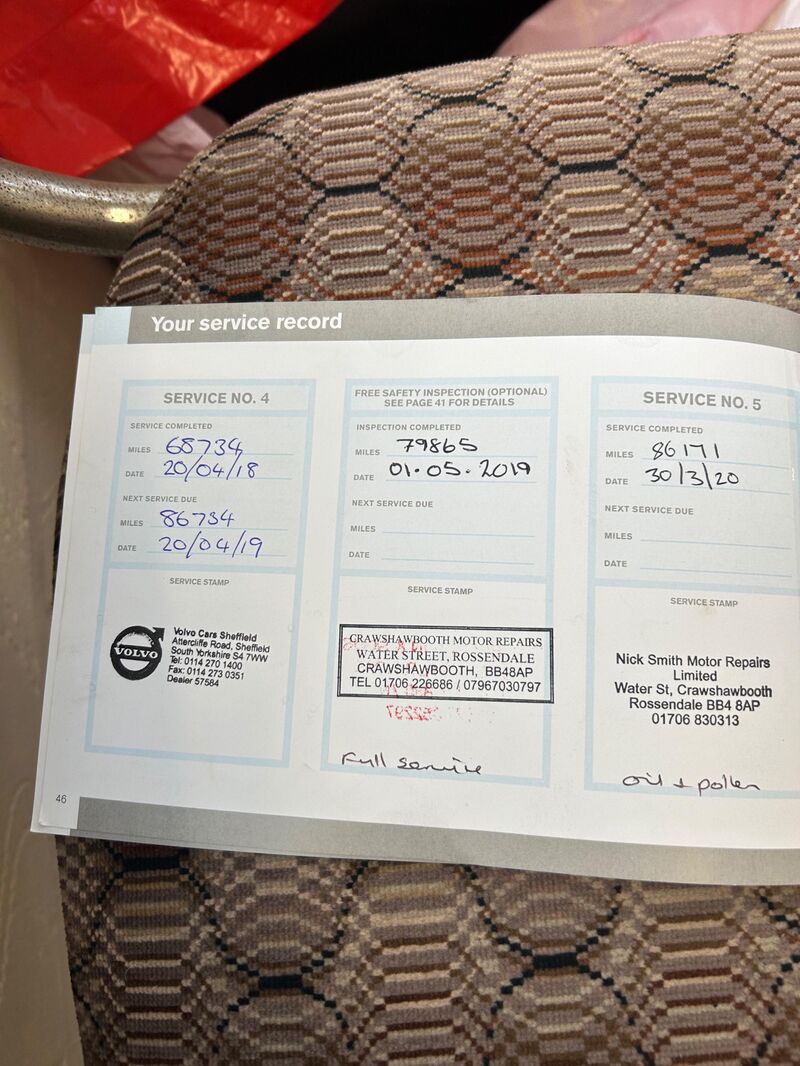 Your service record
SERVICE NO. 4
SERVICE COMPLETED
MILES 68734
DATE 20/04/18
NEXT SERVICE DUE
MILES 86734
DATE 20/04/19
SERVICE STAMP
VOLVO
Volvo Cars Sheffield
Attercliffe Road, Sheffield
South Yorkshire S4 7WW
Tel: 0114 270 1400
Fax: 0114 273 0351
Dealer 57584
46
FREE SAFETY INSPECTION (OPTIONAL)
SEE PAGE 41 FOR DETAILS
INSPECTION COMPLETED
MILES 79865
DATE 01.05.2019
NEXT SERVICE DUE
MILES
DATE
SERVICE STAMP
CRAWSHAWBOOTH MOTOR REPAIRS
WATER STREET, ROSSENDALE
CRAWSHAWBOOTH, BB48AP
TEL 01706 226686 / 07967030797
Full service
SERVICE NO. 5
SERVICE COMPLETED
MILES 86171
DATE 30/3/20
NEXT SERVICE DUE
MILES
DATE
SERVICE STAMP
Nick Smith Motor Repairs
Limited
Water St, Crawshawbooth
Rossendale BB4 8AP
01706 830313
oil + pollen